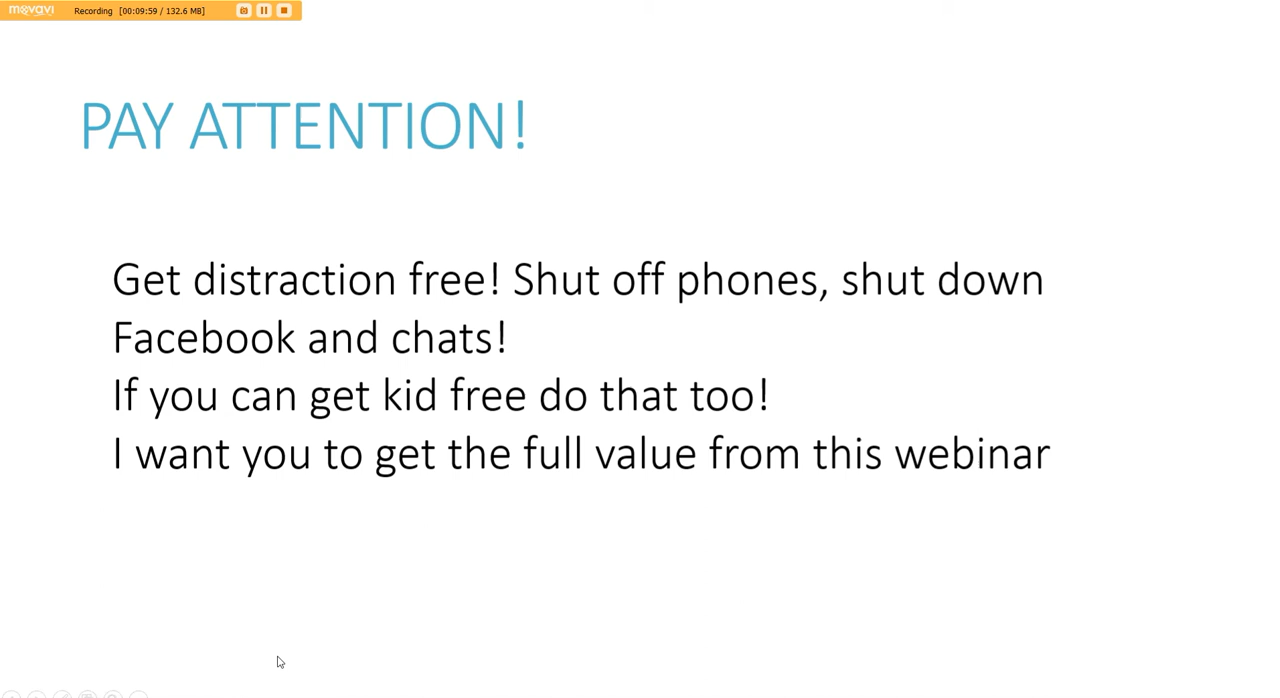 movavi Recording [00:09:59 / 132.6 MB]
PAY ATTENTION!
Get distraction free! Shut off phones, shut down
Facebook and chats!
If you can get kid free do that too!
I want you to get the full value from this webinar